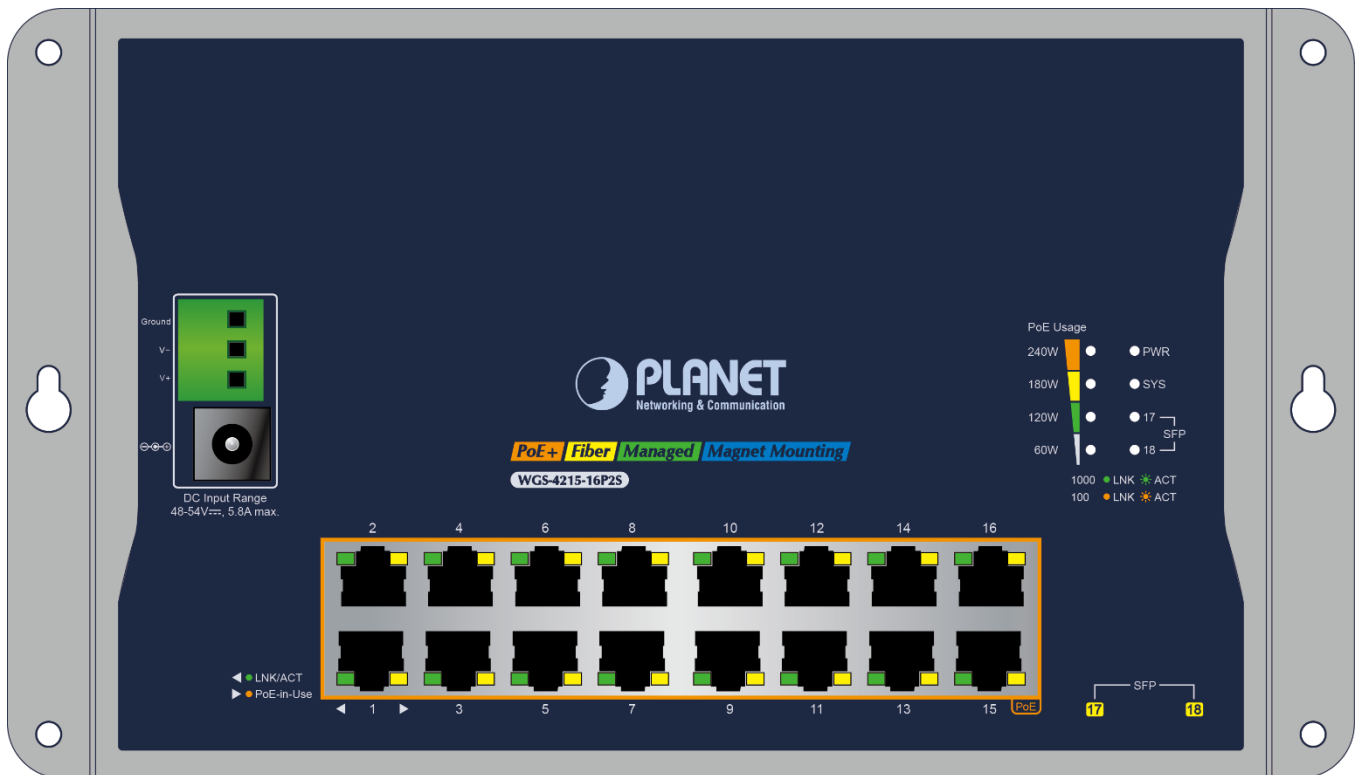 Ground
V−
V+
DC Input Range
48-54V⎓, 5.8A max.
PLANET
Networking & Communication
PoE+ Fiber Managed Magnet Mounting
WGS-4215-16P2S
PoE Usage
240W PWR
180W SYS
120W 17
SFP
60W 18
1000 LNK ACT
100 LNK ACT
2 4 6 8 10 12 14 16
LNK/ACT
PoE-in-Use
1 3 5 7 9 11 13 15 PoE
SFP
17 18